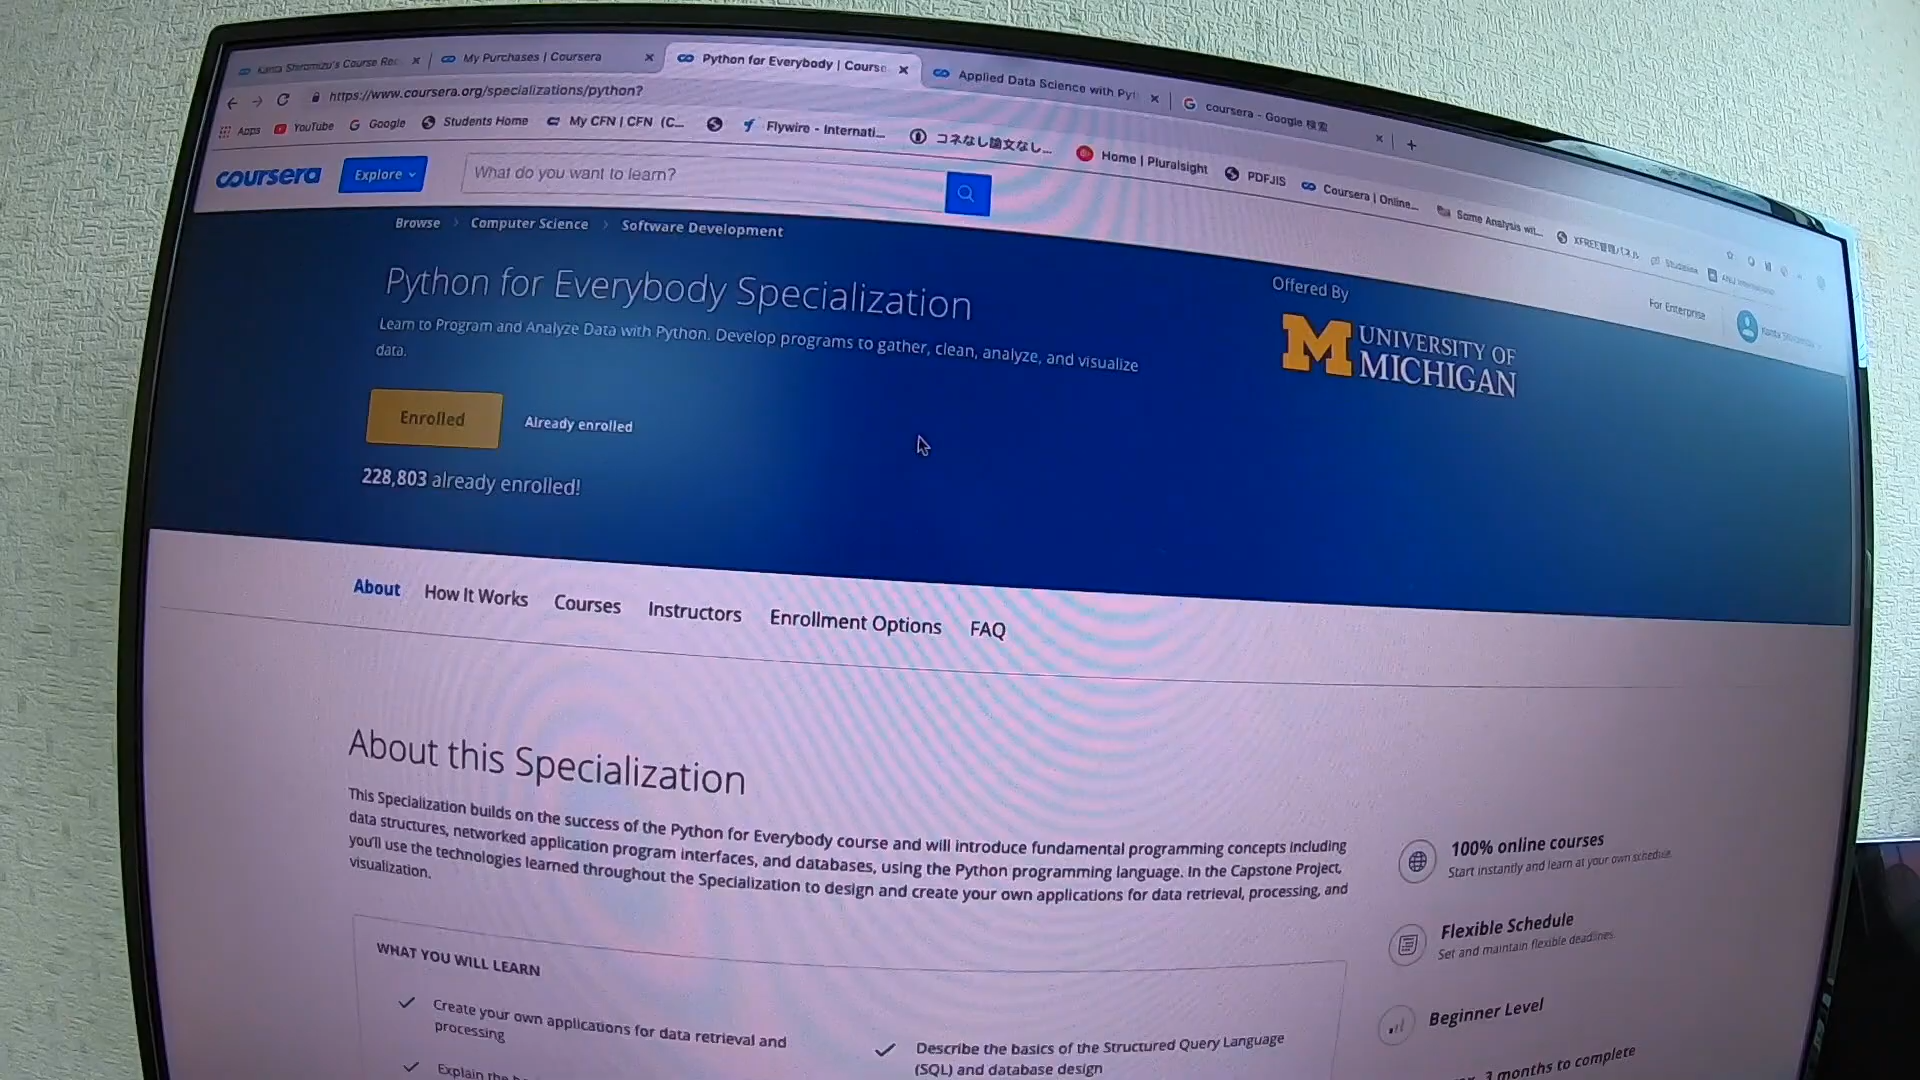 Kanta Shiromizu's Course Rec
My Purchases | Coursera
Python for Everybody | Course
Applied Data Science with Pyt
coursera - Google 検索
https://www.coursera.org/specializations/python?
Apps
YouTube
Google
Students Home
My CFN | CFN (C...
Flywire - Internati...
コネなし論文なし...
Home | Pluralsight
PDFJIS
Coursera | Online...
Some Analysis wit...
XFREE管理パネル
coursera
Explore
What do you want to learn?
For Enterprise
Browse > Computer Science > Software Development
Python for Everybody Specialization
Learn to Program and Analyze Data with Python. Develop programs to gather, clean, analyze, and visualize
data.
Enrolled
Already enrolled
228,803 already enrolled!
Offered By
M UNIVERSITY OF
MICHIGAN
About
How It Works
Courses
Instructors
Enrollment Options
FAQ
About this Specialization
This Specialization builds on the success of the Python for Everybody course and will introduce fundamental programming concepts including
data structures, networked application program interfaces, and databases, using the Python programming language. In the Capstone Project,
you'll use the technologies learned throughout the Specialization to design and create your own applications for data retrieval, processing, and
visualization.
WHAT YOU WILL LEARN
Create your own applications for data retrieval and
processing
Explain the
Describe the basics of the Structured Query Language
(SQL) and database design
100% online courses
Start instantly and learn at your own schedule.
Flexible Schedule
Set and maintain flexible deadlines.
Beginner Level
3 months to complete